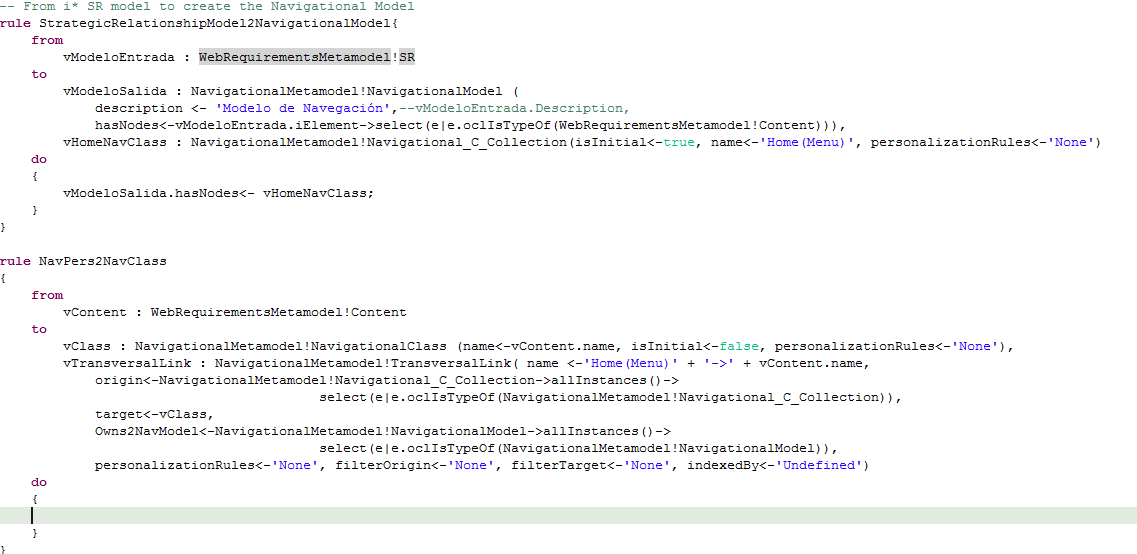 -- From i* SR model to create the Navigational Model
rule StrategicRelationshipModel2NavigationalModel{
from
vModeloEntrada : WebRequirementsMetamodel!SR
to
vModeloSalida : NavigationalMetamodel!NavigationalModel (
description <- 'Modelo de Navegación',--vModeloEntrada.Description,
hasNodes<-vModeloEntrada.iElement->select(e|e.oclIsTypeOf(WebRequirementsMetamodel!Content))),
vHomeNavClass : NavigationalMetamodel!Navigational_C_Collection(isInitial<-true, name<-'Home(Menu)', personalizationRules<-'None')
do
{
vModeloSalida.hasNodes<- vHomeNavClass;
}
}
rule NavPers2NavClass
{
from
vContent : WebRequirementsMetamodel!Content
to
vClass : NavigationalMetamodel!NavigationalClass (name<-vContent.name, isInitial<-false, personalizationRules<-'None'),
vTransversalLink : NavigationalMetamodel!TransversalLink( name <-'Home(Menu)' + '->' + vContent.name,
origin<-NavigationalMetamodel!Navigational_C_Collection->allInstances()->
select(e|e.oclIsTypeOf(NavigationalMetamodel!Navigational_C_Collection)),
target<-vClass,
Owns2NavModel<-NavigationalMetamodel!NavigationalModel->allInstances()->
select(e|e.oclIsTypeOf(NavigationalMetamodel!NavigationalModel)),
personalizationRules<-'None', filterOrigin<-'None', filterTarget<-'None', indexedBy<-'Undefined')
do
{
}
}